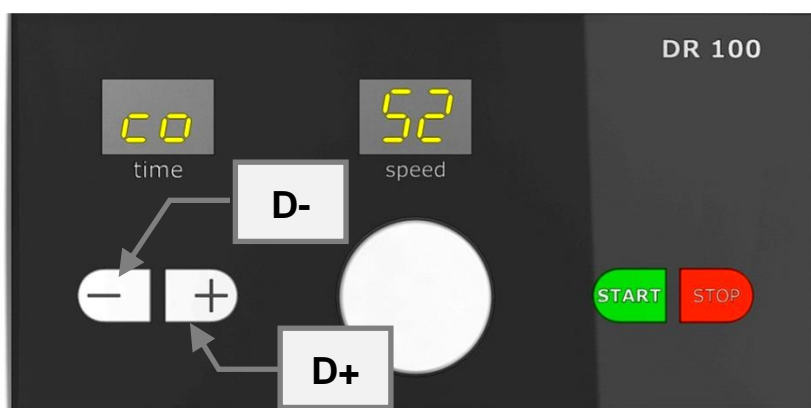 DR 100
co
52
time
speed
D-
− +
START
STOP
D+